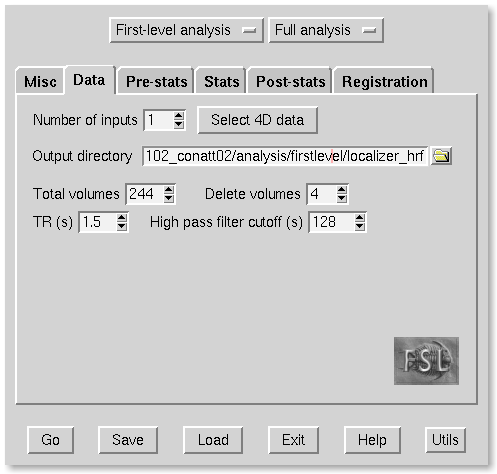 First-level analysis Full analysis
Misc Data Pre-stats Stats Post-stats Registration
Number of inputs 1 Select 4D data
Output directory 102_conatt02/analysis/firstlevel/localizer_hrf
Total volumes 244 Delete volumes 4
TR (s) 1.5 High pass filter cutoff (s) 128
FSL
Go Save Load Exit Help Utils